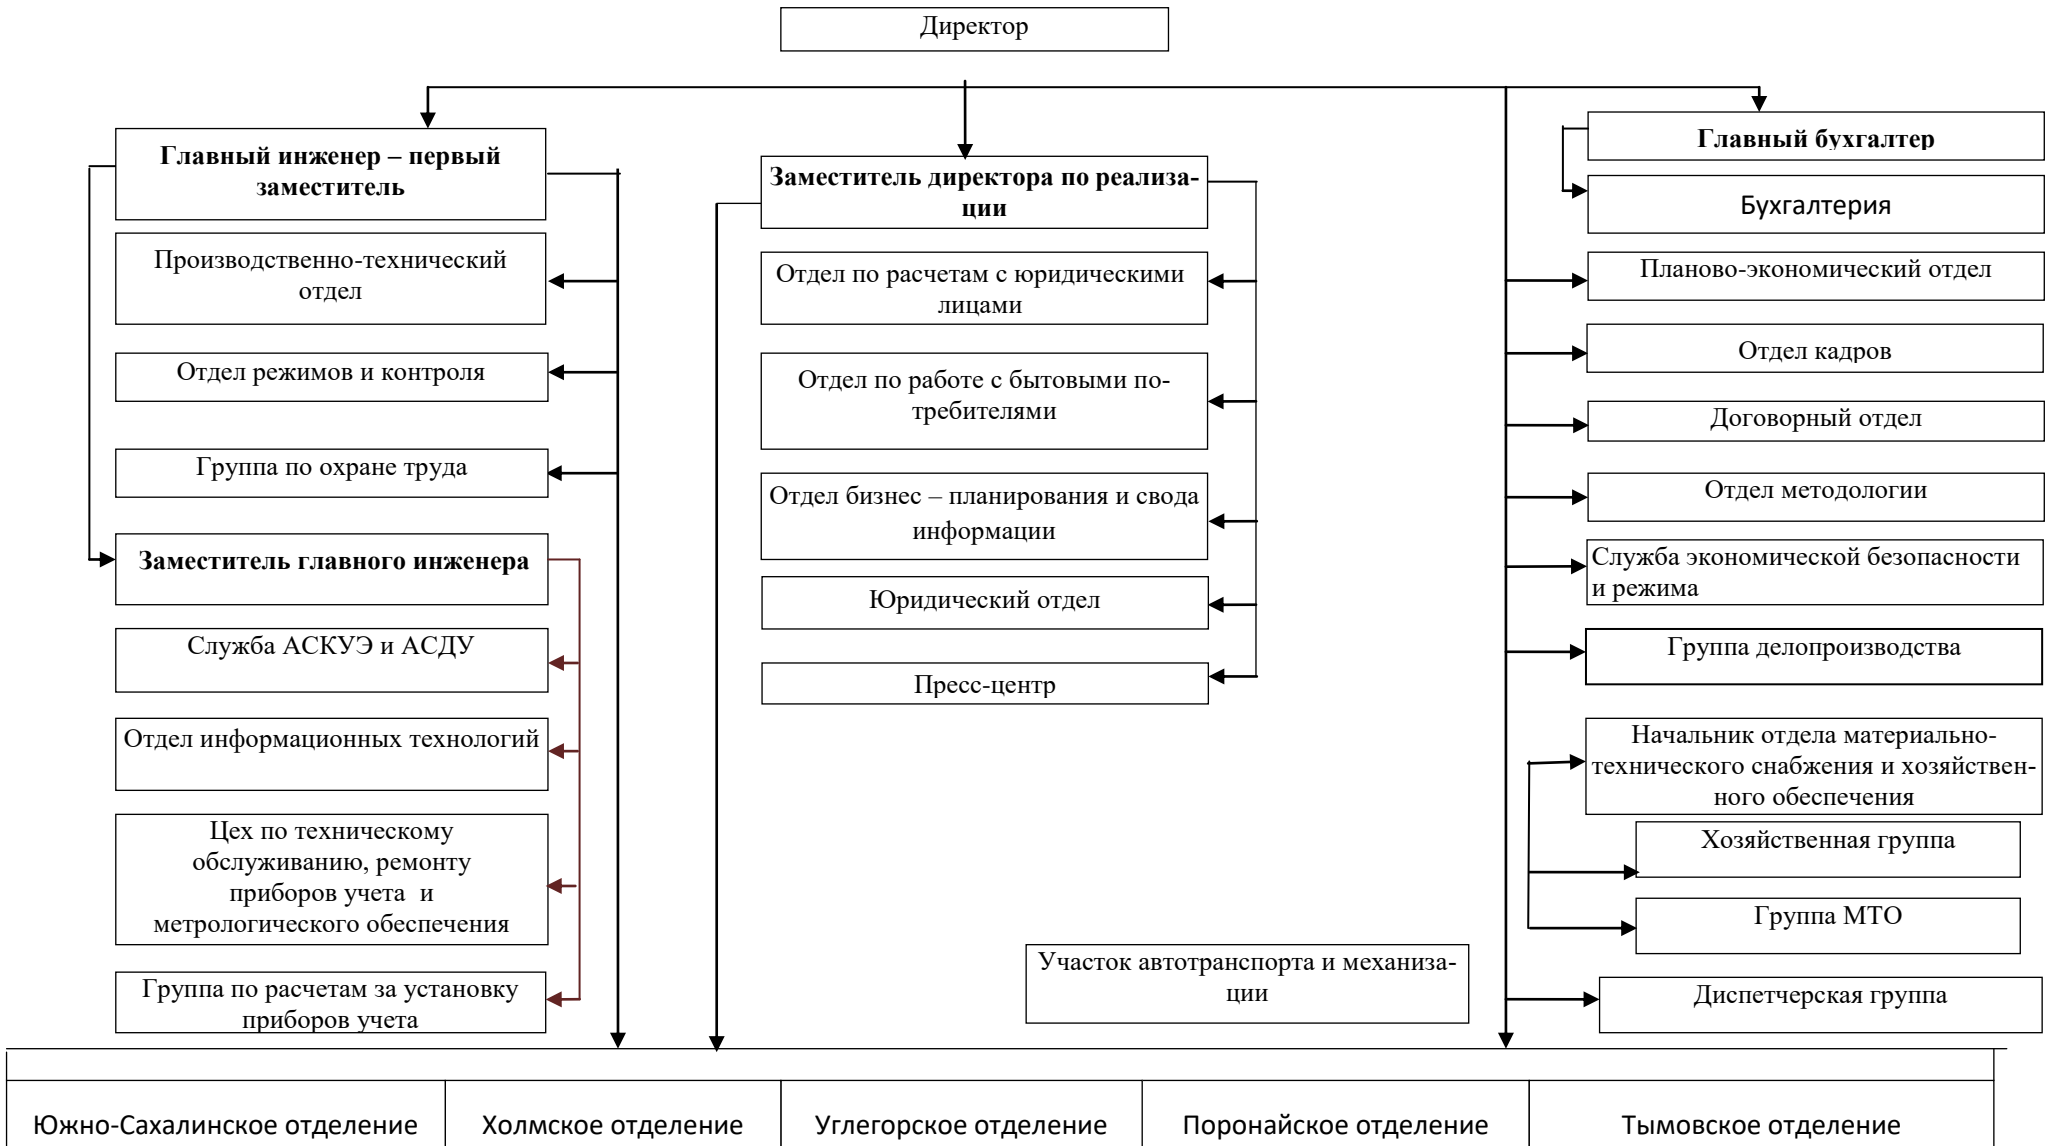 Директор
Главный инженер – первый
заместитель
Производственно-технический
отдел
Отдел режимов и контроля
Группа по охране труда
Заместитель главного инженера
Служба АСКУЭ и АСДУ
Отдел информационных технологий
Цех по техническому
обслуживанию, ремонту
приборов учета и
метрологического обеспечения
Группа по расчетам за установку
приборов учета
Заместитель директора по реализа-
ции
Отдел по расчетам с юридическими
лицами
Отдел по работе с бытовыми по-
требителями
Отдел бизнес – планирования и свода
информации
Юридический отдел
Пресс-центр
Участок автотранспорта и механиза-
ции
Главный бухгалтер
Бухгалтерия
Планово-экономический отдел
Отдел кадров
Договорный отдел
Отдел методологии
Служба экономической безопасности
и режима
Группа делопроизводства
Начальник отдела материально-
технического снабжения и хозяйствен-
ного обеспечения
Хозяйственная группа
Группа МТО
Диспетчерская группа
Южно-Сахалинское отделение
Холмское отделение
Углегорское отделение
Поронайское отделение
Тымовское отделение